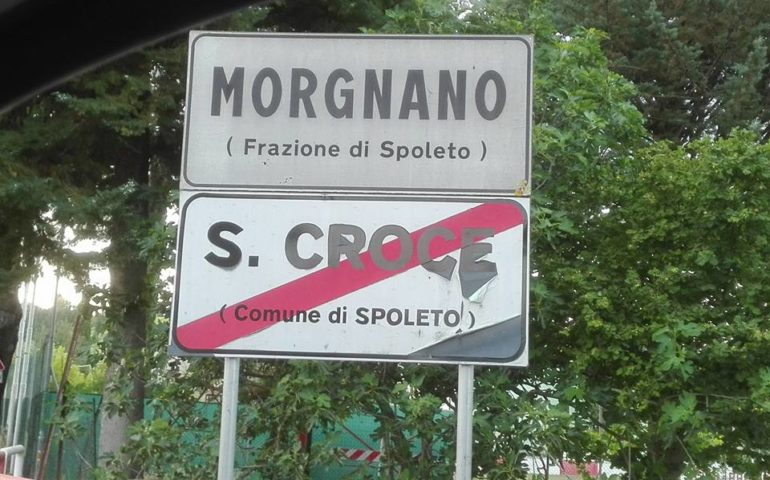 MORGNANO
( Frazione di Spoleto )
S. CROCE
( Comune di SPOLETO )